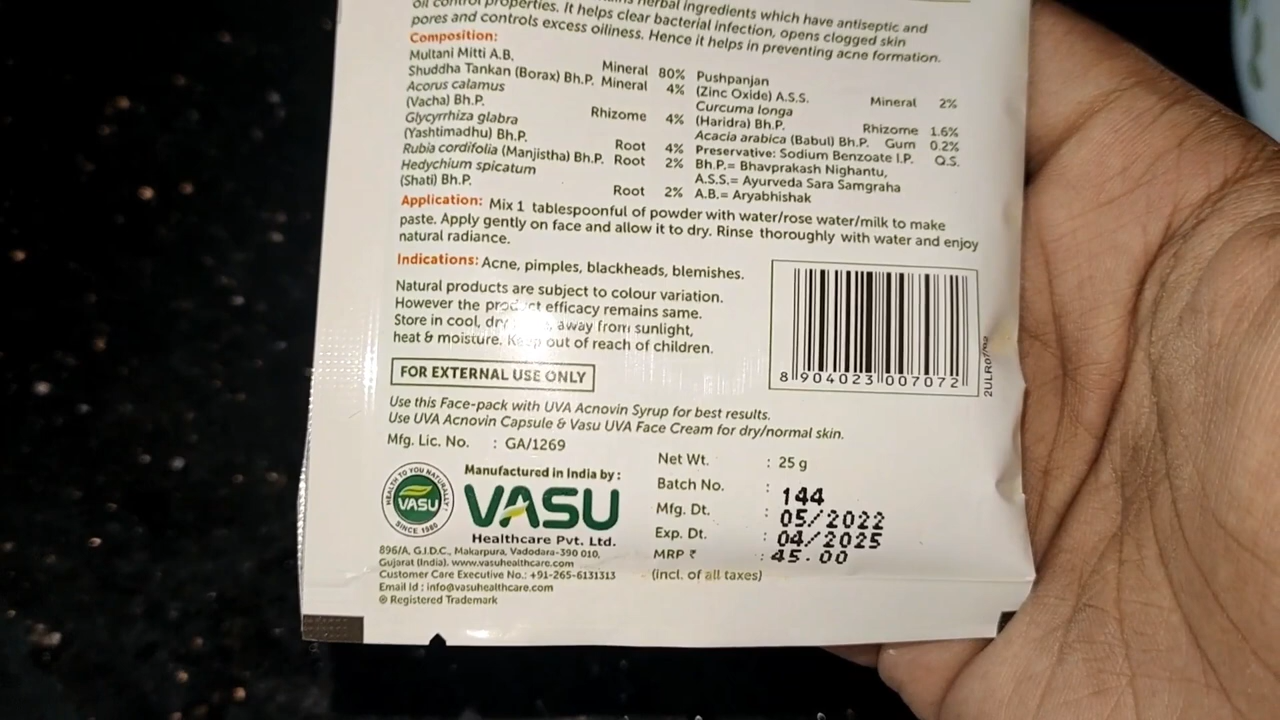 herbal ingredients which have antiseptic and
oil control properties. It helps clear bacterial infection, opens clogged skin
pores and controls excess oiliness. Hence it helps in preventing acne formation.
Composition:
Multani Mitti A.B. Mineral 80%
Shuddha Tankan (Borax) Bh.P. Mineral 4%
Acorus calamus
(Vacha) Bh.P. Rhizome 4%
Glycyrrhiza glabra
(Yashtimadhu) Bh.P. Root 4%
Rubia cordifolia (Manjistha) Bh.P. Root 2%
Hedychium spicatum
(Shati) Bh.P. Root 2%
Pushpanjan
(Zinc Oxide) A.S.S. Mineral 2%
Curcuma longa
(Haridra) Bh.P. Rhizome 1.6%
Acacia arabica (Babul) Bh.P. Gum 0.2%
Preservative: Sodium Benzoate I.P. Q.S.
Bh.P.= Bhavprakash Nighantu,
A.S.S.= Ayurveda Sara Samgraha
A.B.= Aryabhishak
Application: Mix 1 tablespoonful of powder with water/rose water/milk to make
paste. Apply gently on face and allow it to dry. Rinse thoroughly with water and enjoy
natural radiance.
Indications: Acne, pimples, blackheads, blemishes.
Natural products are subject to colour variation.
However the product efficacy remains same.
Store in cool, dry away from sunlight,
heat & moisture. Keep out of reach of children.
8 904023 007072
FOR EXTERNAL USE ONLY
Use this Face-pack with UVA Acnovin Syrup for best results.
Use UVA Acnovin Capsule & Vasu UVA Face Cream for dry/normal skin.
Mfg. Lic. No. : GA/1269
HEALTH TO YOU NATURALLY!
VASU
SINCE 1980
Manufactured in India by :
VASU
Healthcare Pvt. Ltd.
896/A, G.I.D.C., Makarpura, Vadodara-390 010,
Gujarat (India). www.vasuhealthcare.com
Customer Care Executive No.: +91-265-6131313
Email Id : info@vasuhealthcare.com
® Registered Trademark
Net Wt. : 25 g
Batch No. : 144
Mfg. Dt. : 05/2022
Exp. Dt. : 04/2025
MRP ₹ : 45.00
(incl. of all taxes)